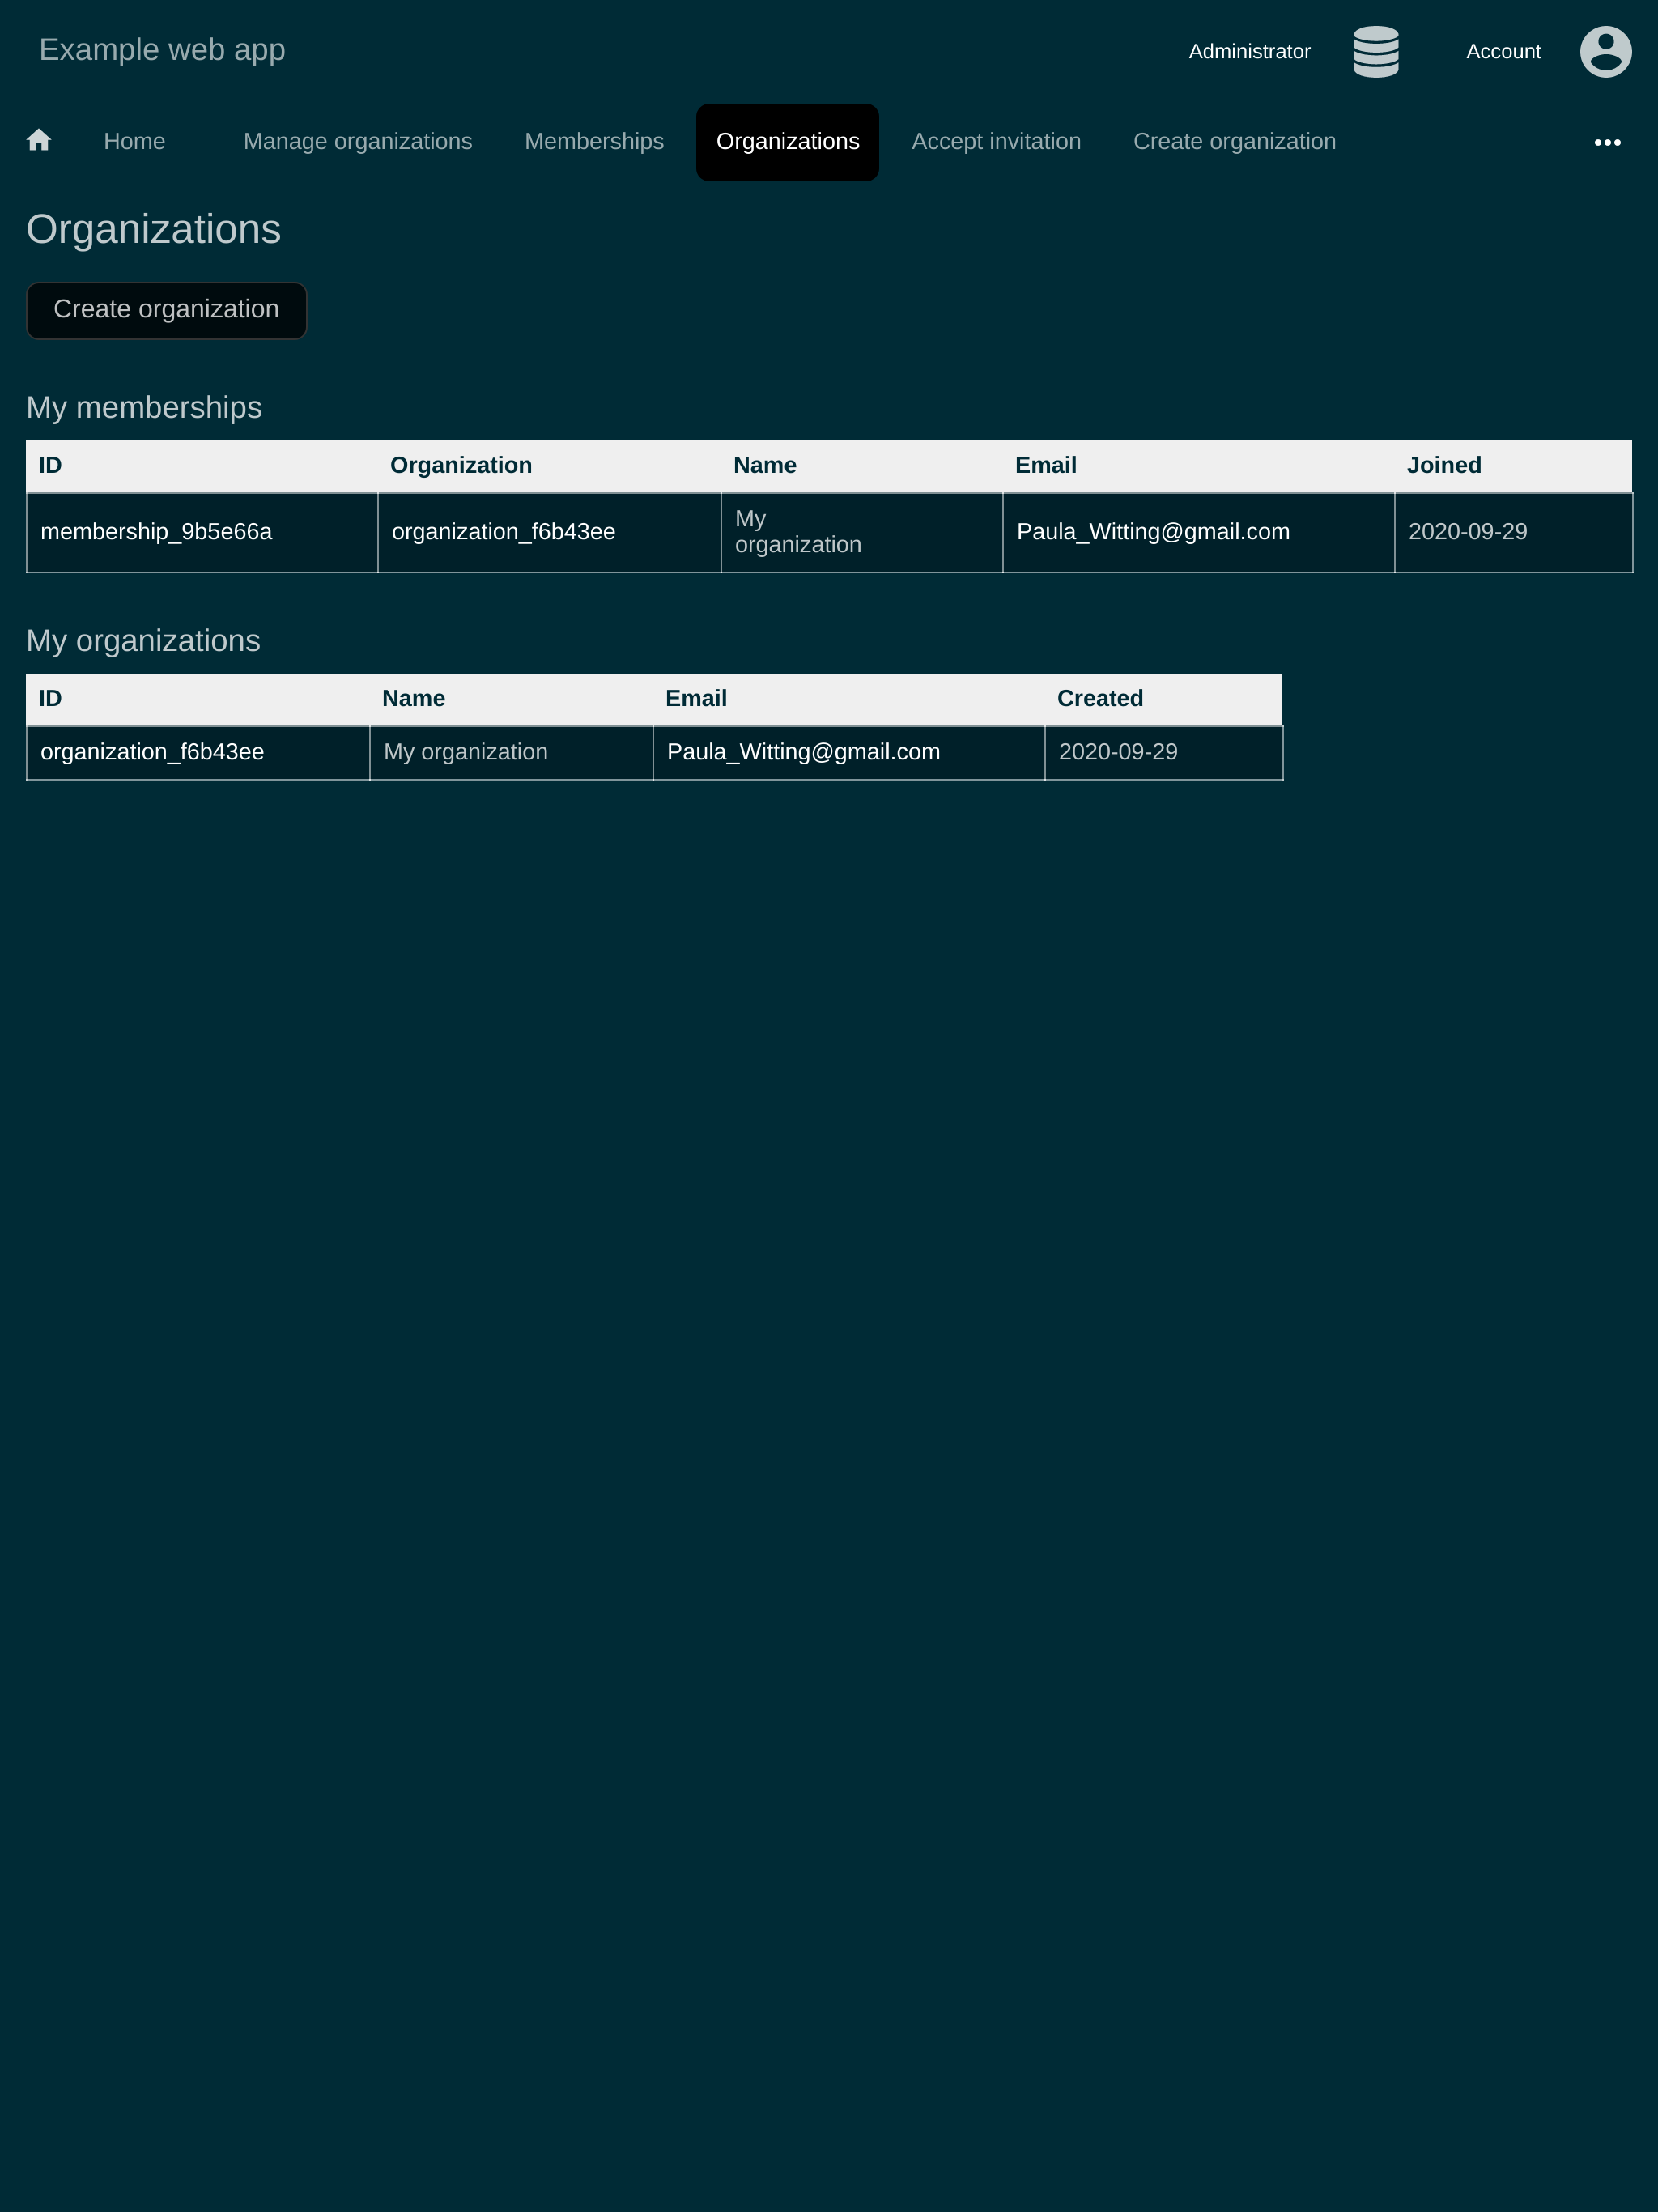 Example web app
Administrator
Account
Home
Manage organizations
Memberships
Organizations
Accept invitation
Create organization
Organizations
Create organization
My memberships
ID Organization Name Email Joined
membership_9b5e66a organization_f6b43ee My organization Paula_Witting@gmail.com 2020-09-29
My organizations
ID Name Email Created
organization_f6b43ee My organization Paula_Witting@gmail.com 2020-09-29